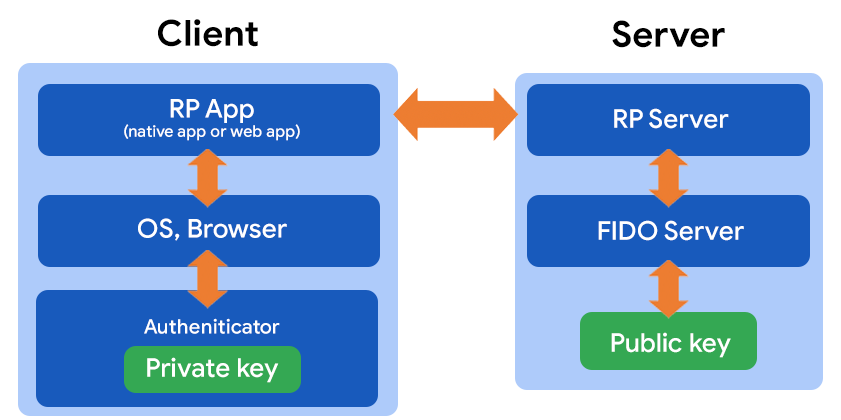 Client
Server
RP App
(native app or web app)
OS, Browser
Autheniticator
Private key
RP Server
FIDO Server
Public key